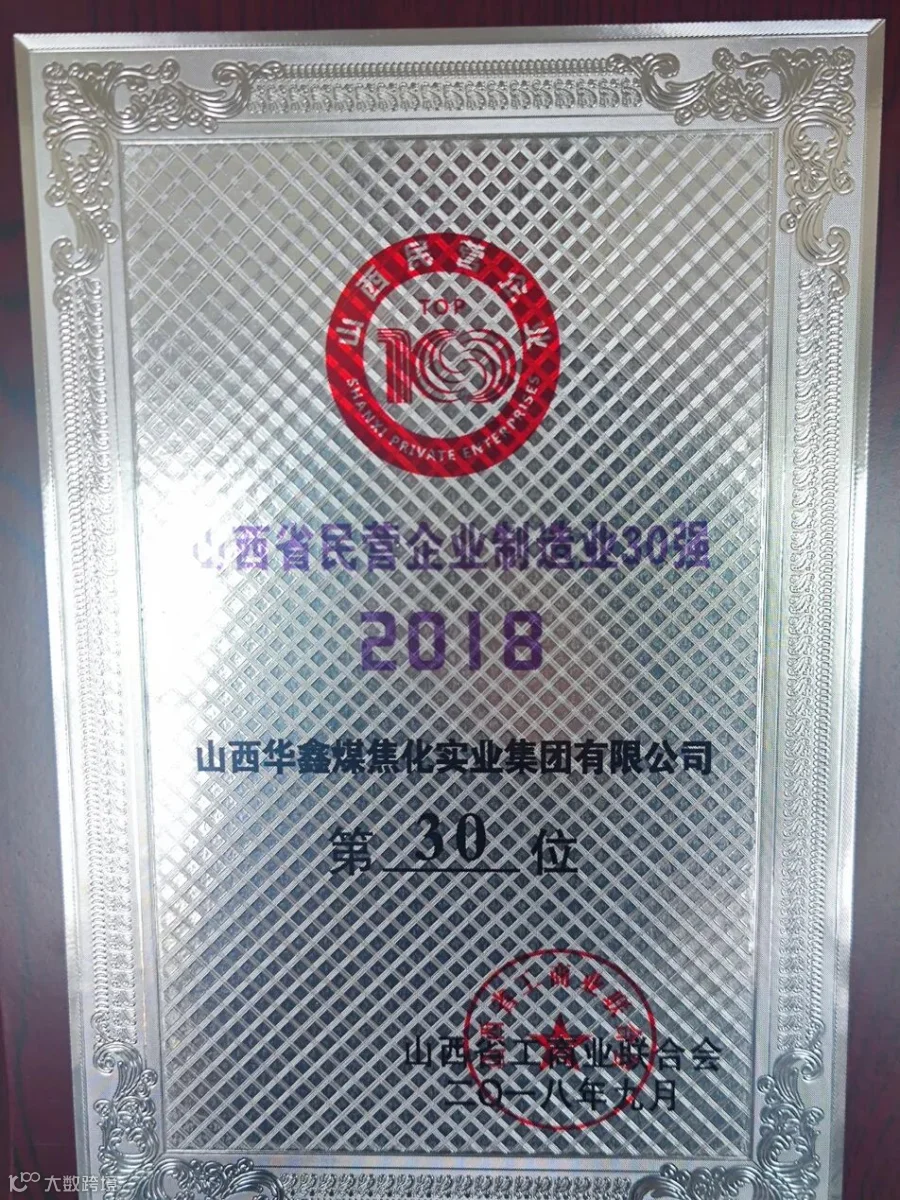 山西民营企业
TOP
100
SHANXI PRIVATE ENTERPRISES
山西省民营企业制造业30强
2018
山西华鑫煤焦化实业集团有限公司
第 30 位
山西省工商业联合会
二〇一八年九月
大数跨境